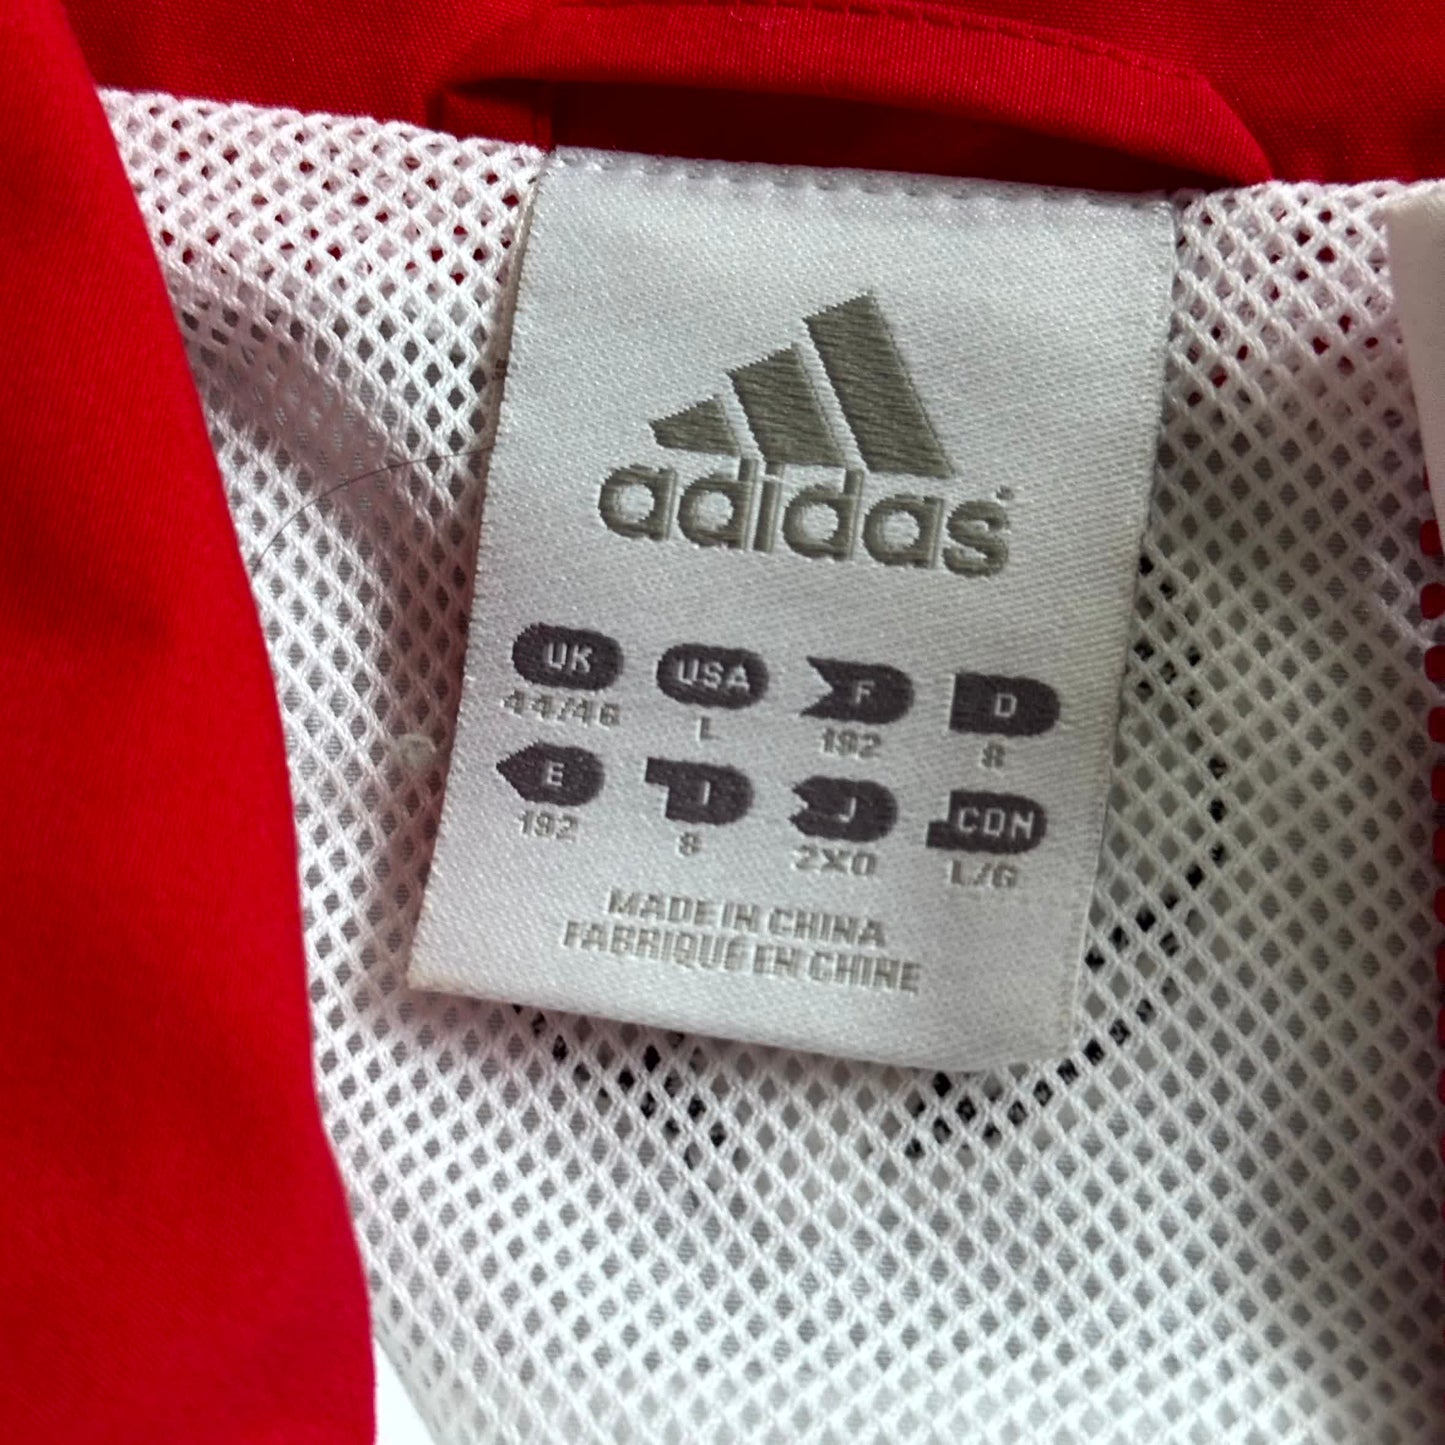 adidas
UK USA F D
44/46 L 192 8
E I J CDN
192 8 2XO L/G
MADE IN CHINA
FABRIQUÉ EN CHINE